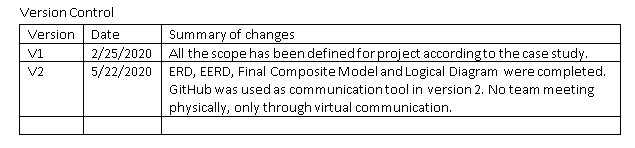 Version Control
Version Date Summary of changes
V1 2/25/2020 All the scope has been defined for project according to the case study.
V2 5/22/2020 ERD, EERD, Final Composite Model and Logical Diagram were completed.
GitHub was used as communication tool in version 2. No team meeting
physically, only through virtual communication.